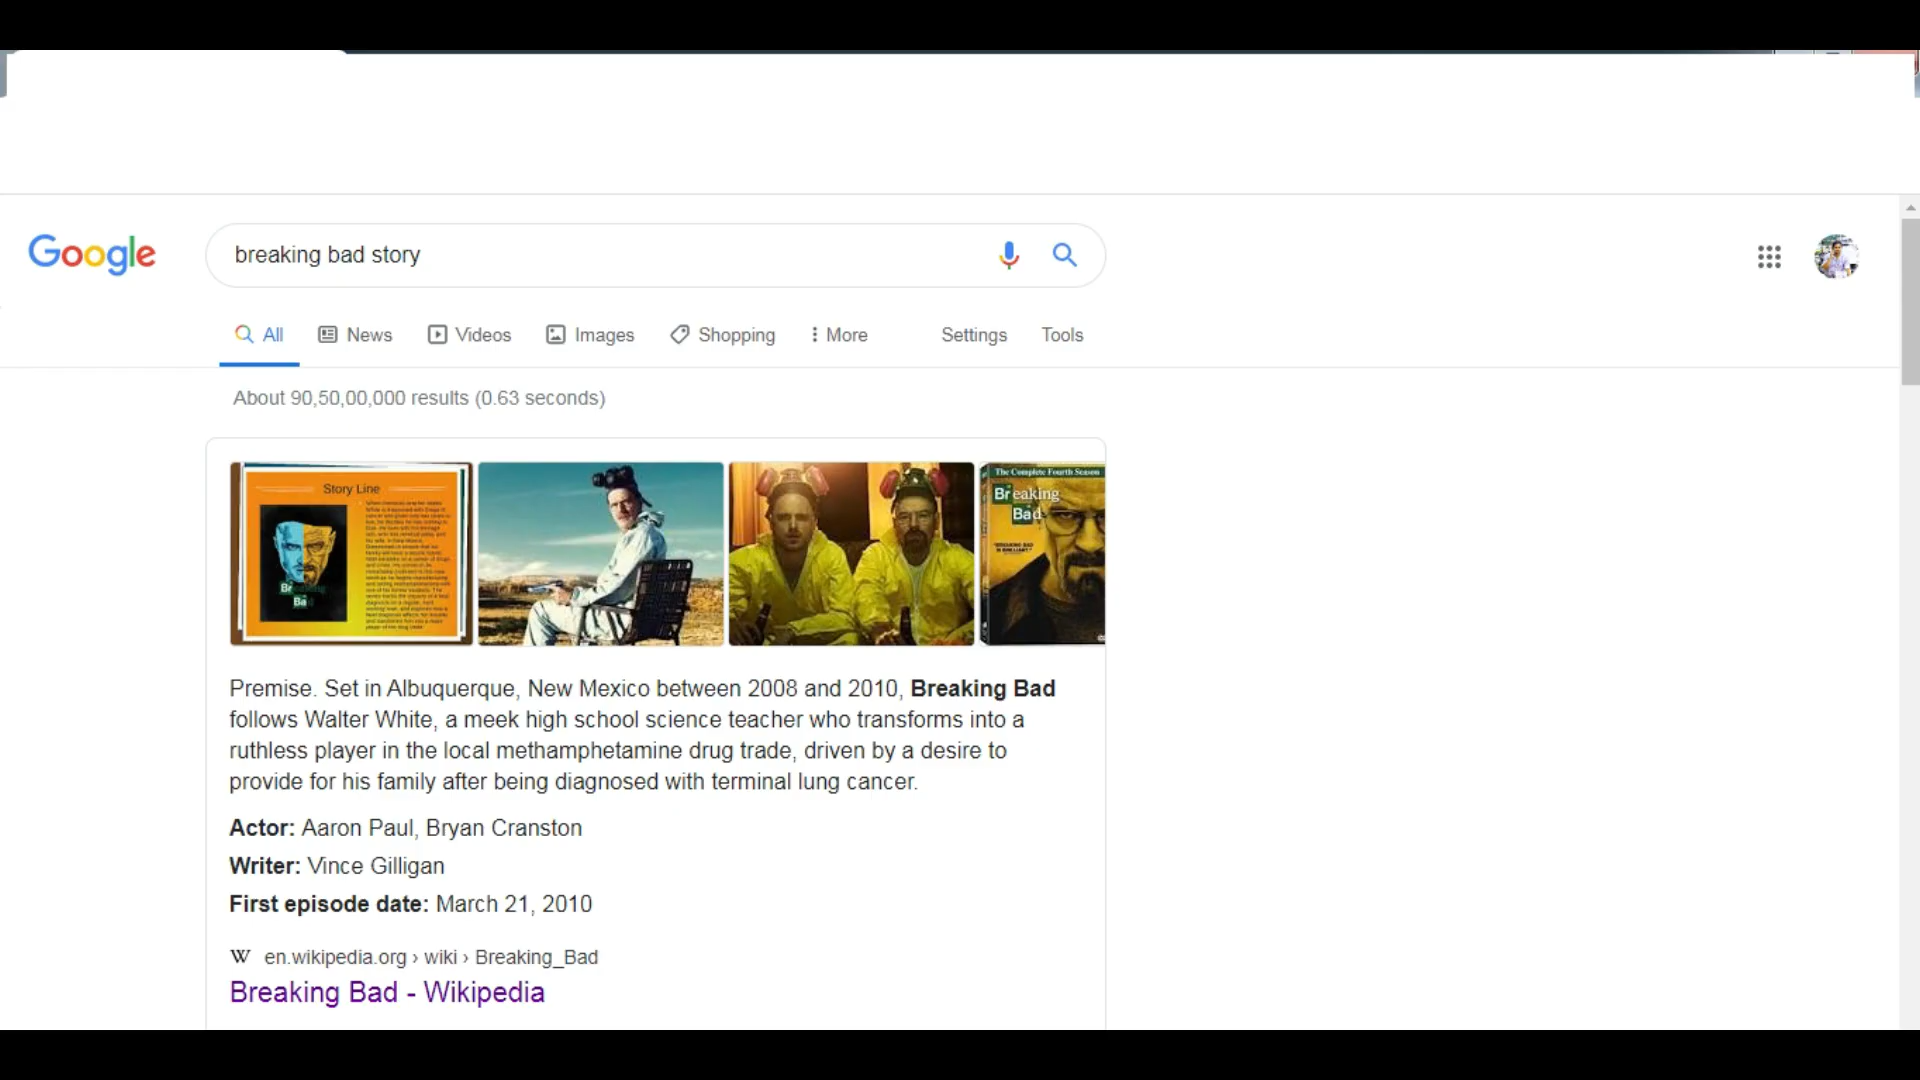 Google
breaking bad story
All News Videos Images Shopping More Settings Tools
About 90,50,00,000 results (0.63 seconds)
Story Line
Breaking
Bad
The Complete Fourth Season
Breaking
Bad
Premise. Set in Albuquerque, New Mexico between 2008 and 2010, Breaking Bad
follows Walter White, a meek high school science teacher who transforms into a
ruthless player in the local methamphetamine drug trade, driven by a desire to
provide for his family after being diagnosed with terminal lung cancer.
Actor: Aaron Paul, Bryan Cranston
Writer: Vince Gilligan
First episode date: March 21, 2010
W en.wikipedia.org › wiki › Breaking_Bad
Breaking Bad - Wikipedia